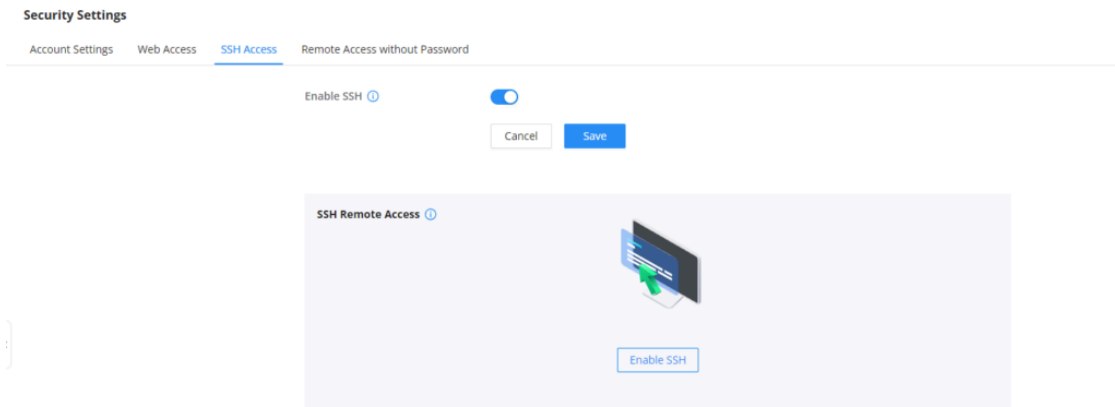 Security Settings
Account Settings Web Access SSH Access Remote Access without Password
Enable SSH
Cancel Save
SSH Remote Access
Enable SSH